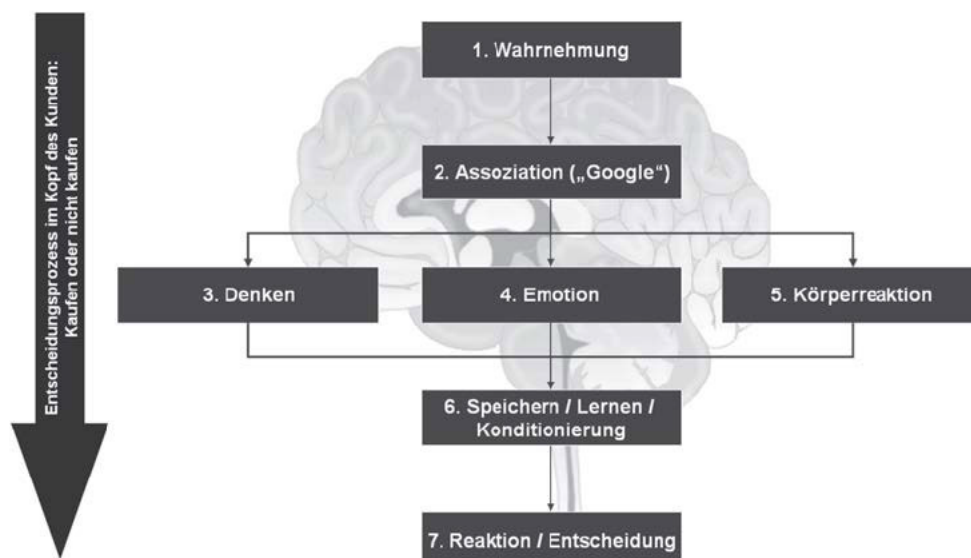 Entscheidungsprozess im Kopf des Kunden:
Kaufen oder nicht kaufen
1. Wahrnehmung
2. Assoziation („Google“)
3. Denken
4. Emotion
5. Körperreaktion
6. Speichern / Lernen /
Konditionierung
7. Reaktion / Entscheidung